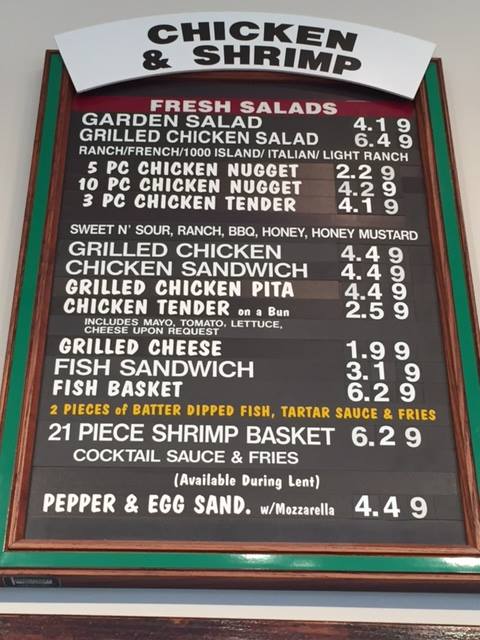 CHICKEN
& SHRIMP
FRESH SALADS
GARDEN SALAD 4.19
GRILLED CHICKEN SALAD 6.49
RANCH/FRENCH/1000 ISLAND/ ITALIAN/ LIGHT RANCH
5 PC CHICKEN NUGGET 2.29
10 PC CHICKEN NUGGET 4.29
3 PC CHICKEN TENDER 4.19
SWEET N' SOUR, RANCH, BBQ, HONEY, HONEY MUSTARD
GRILLED CHICKEN 4.49
CHICKEN SANDWICH 4.49
GRILLED CHICKEN PITA 4.49
CHICKEN TENDER on a Bun 2.59
INCLUDES MAYO, TOMATO, LETTUCE,
CHEESE UPON REQUEST
GRILLED CHEESE 1.99
FISH SANDWICH 3.19
FISH BASKET 6.29
2 PIECES of BATTER DIPPED FISH, TARTAR SAUCE & FRIES
21 PIECE SHRIMP BASKET 6.29
COCKTAIL SAUCE & FRIES
(Available During Lent)
PEPPER & EGG SAND. w/Mozzarella 4.49